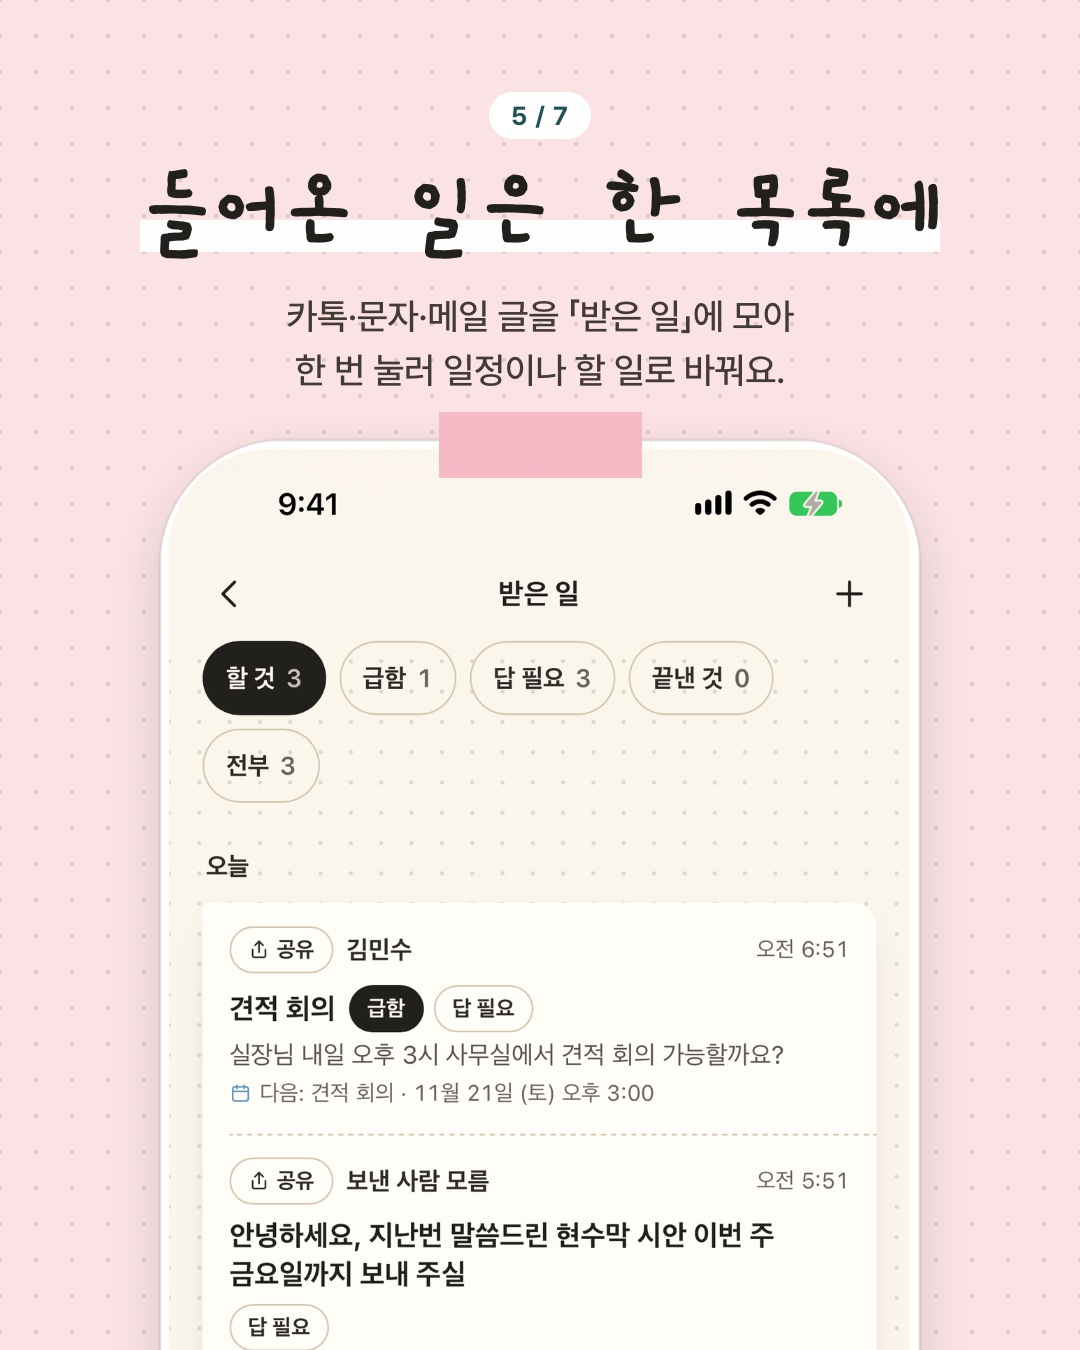 5 / 7
들어온 일은 한 목록에
카톡·문자·메일 글을 「받은 일」에 모아
한 번 눌러 일정이나 할 일로 바꿔요.
9:41
받은 일
할 것 3 급함 1 답 필요 3 끝낸 것 0
전부 3
오늘
공유 김민수 오전 6:51
견적 회의 급함 답 필요
실장님 내일 오후 3시 사무실에서 견적 회의 가능할까요?
다음: 견적 회의 · 11월 21일 (토) 오후 3:00
공유 보낸 사람 모름 오전 5:51
안녕하세요, 지난번 말씀드린 현수막 시안 이번 주
금요일까지 보내 주실
답 필요